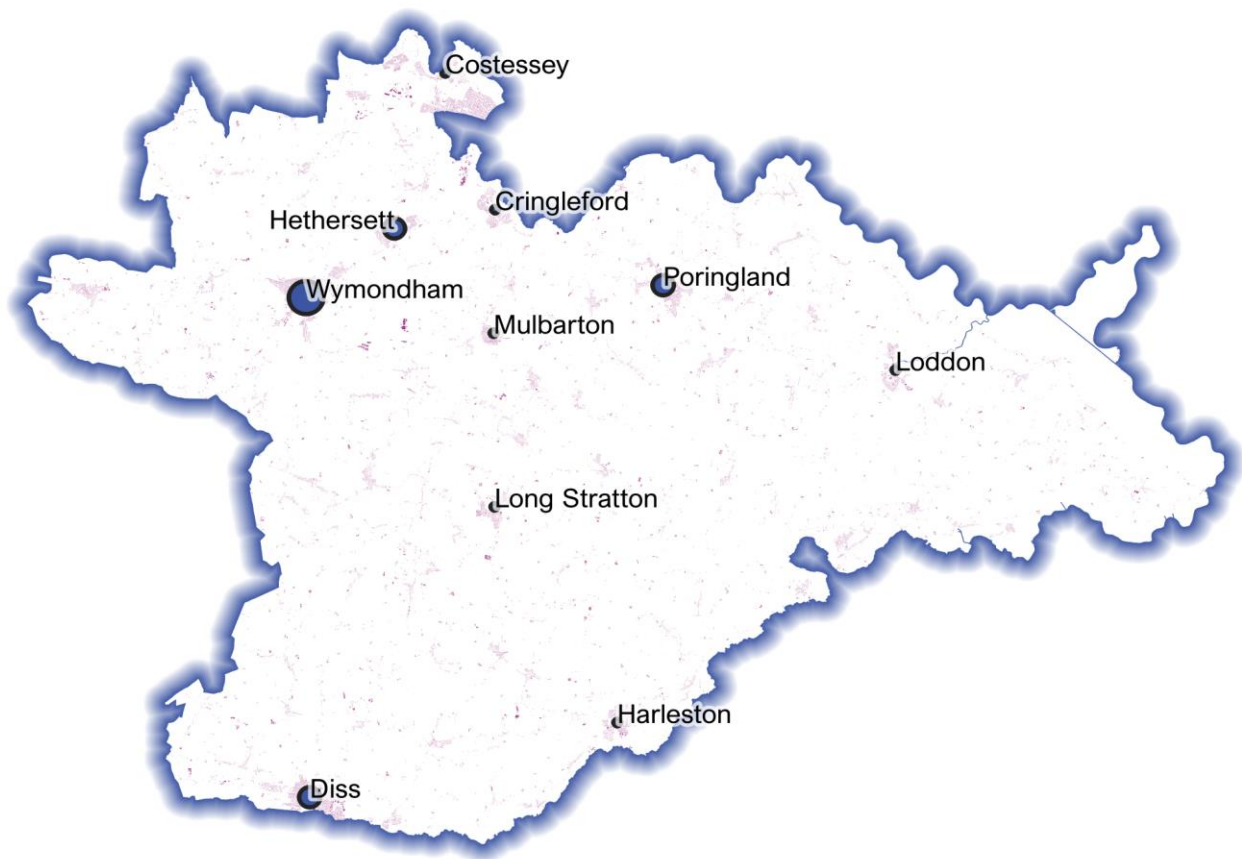 Costessey
Cringleford
Hethersett
Poringland
Wymondham
Mulbarton
Loddon
Long Stratton
Harleston
Diss